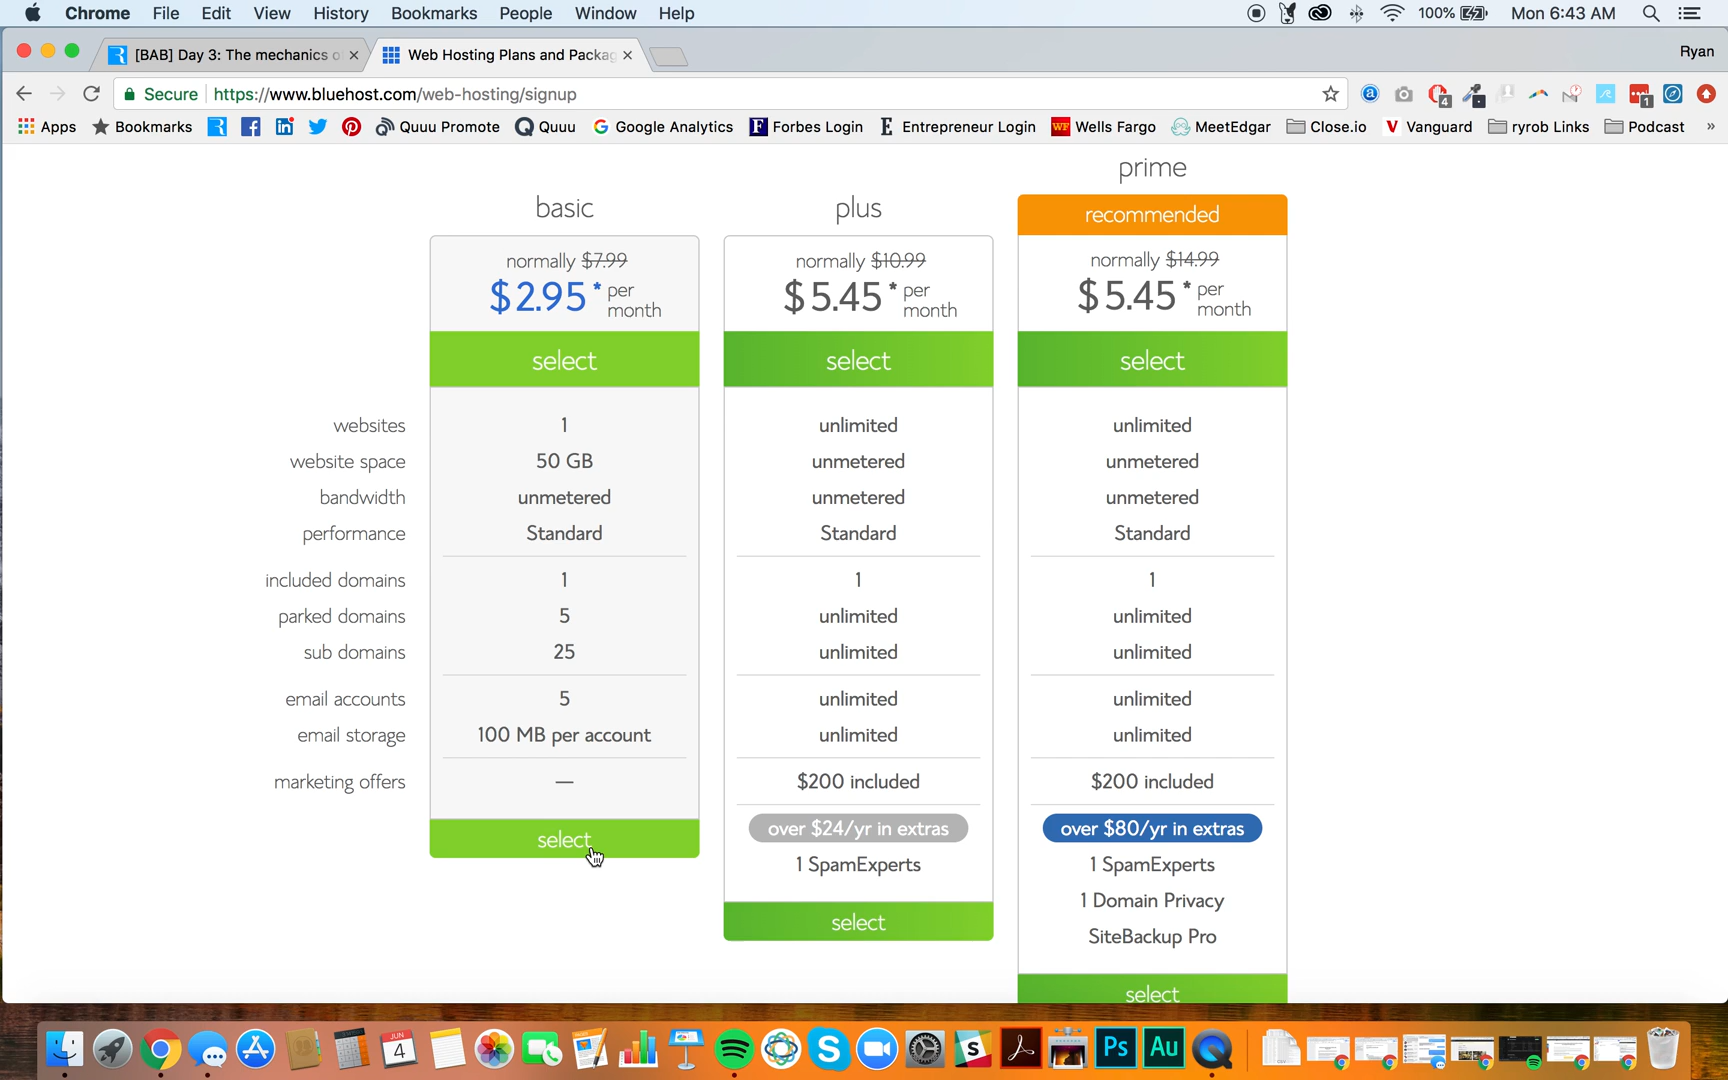 Chrome File Edit View History Bookmarks People Window Help 100% Mon 6:43 AM
[BAB] Day 3: The mechanics o Web Hosting Plans and Packag Ryan
Secure https://www.bluehost.com/web-hosting/signup 4 1
Apps Bookmarks Quuu Promote Quuu Google Analytics Forbes Login Entrepreneur Login Wells Fargo MeetEdgar Close.io Vanguard ryrob Links Podcast »
prime
basic plus recommended
normally $7.99 normally $10.99 normally $14.99
$2.95* per month $5.45* per month $5.45* per month
select select select
websites 1 unlimited unlimited
website space 50 GB unmetered unmetered
bandwidth unmetered unmetered unmetered
performance Standard Standard Standard
included domains 1 1 1
parked domains 5 unlimited unlimited
sub domains 25 unlimited unlimited
email accounts 5 unlimited unlimited
email storage 100 MB per account unlimited unlimited
marketing offers — $200 included $200 included
select over $24/yr in extras over $80/yr in extras
1 SpamExperts 1 SpamExperts
1 Domain Privacy
select SiteBackup Pro
select
JUN
4
Ps Au